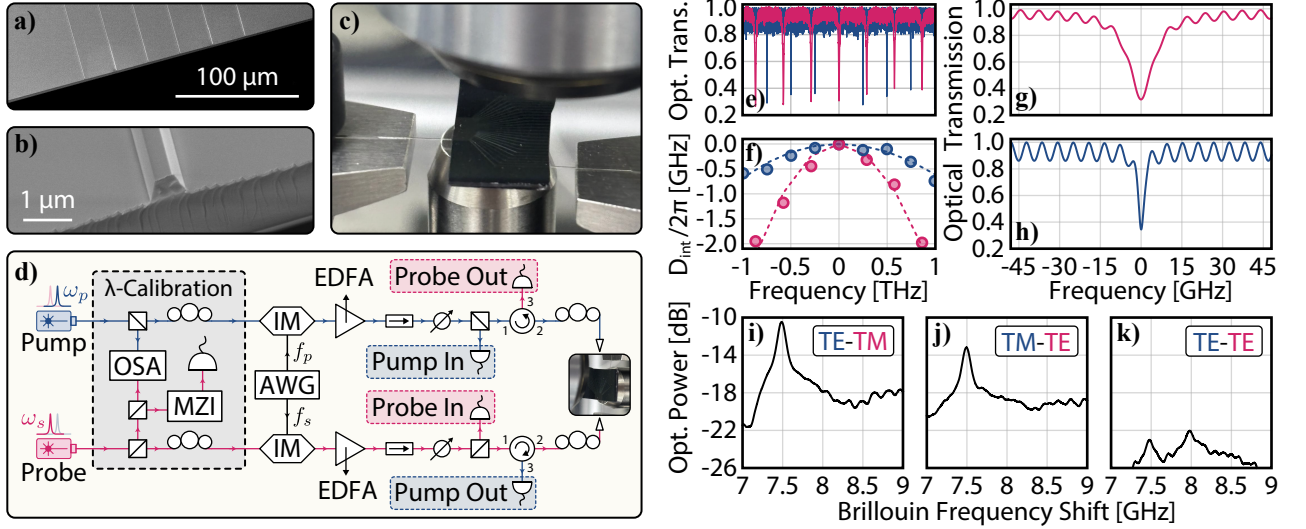 a)
100 µm
b)
1 µm
c)
d)
ω_p
Pump
λ-Calibration
OSA
MZI
ω_s
Probe
IM
f_p
AWG
f_s
IM
EDFA
EDFA
Probe Out
Pump In
Probe In
Pump Out
1
2
3
1
2
3
e)
Opt. Trans.
1.0
0.8
0.6
0.4
0.2
f)
D_int/2π [GHz]
0.0
-0.5
-1.0
-1.5
-2.0
-1
-0.5
0
0.5
1
Frequency [THz]
g)
Optical Transmission
1.0
0.8
0.6
0.4
0.2
h)
1.0
0.8
0.6
0.4
0.2
-45
-30
-15
0
15
30
45
Frequency [GHz]
i)
TE-TM
Opt. Power [dB]
-10
-14
-18
-22
-26
7
7.5
8
8.5
9
j)
TM-TE
7
7.5
8
8.5
9
k)
TE-TE
7
7.5
8
8.5
9
Brillouin Frequency Shift [GHz]